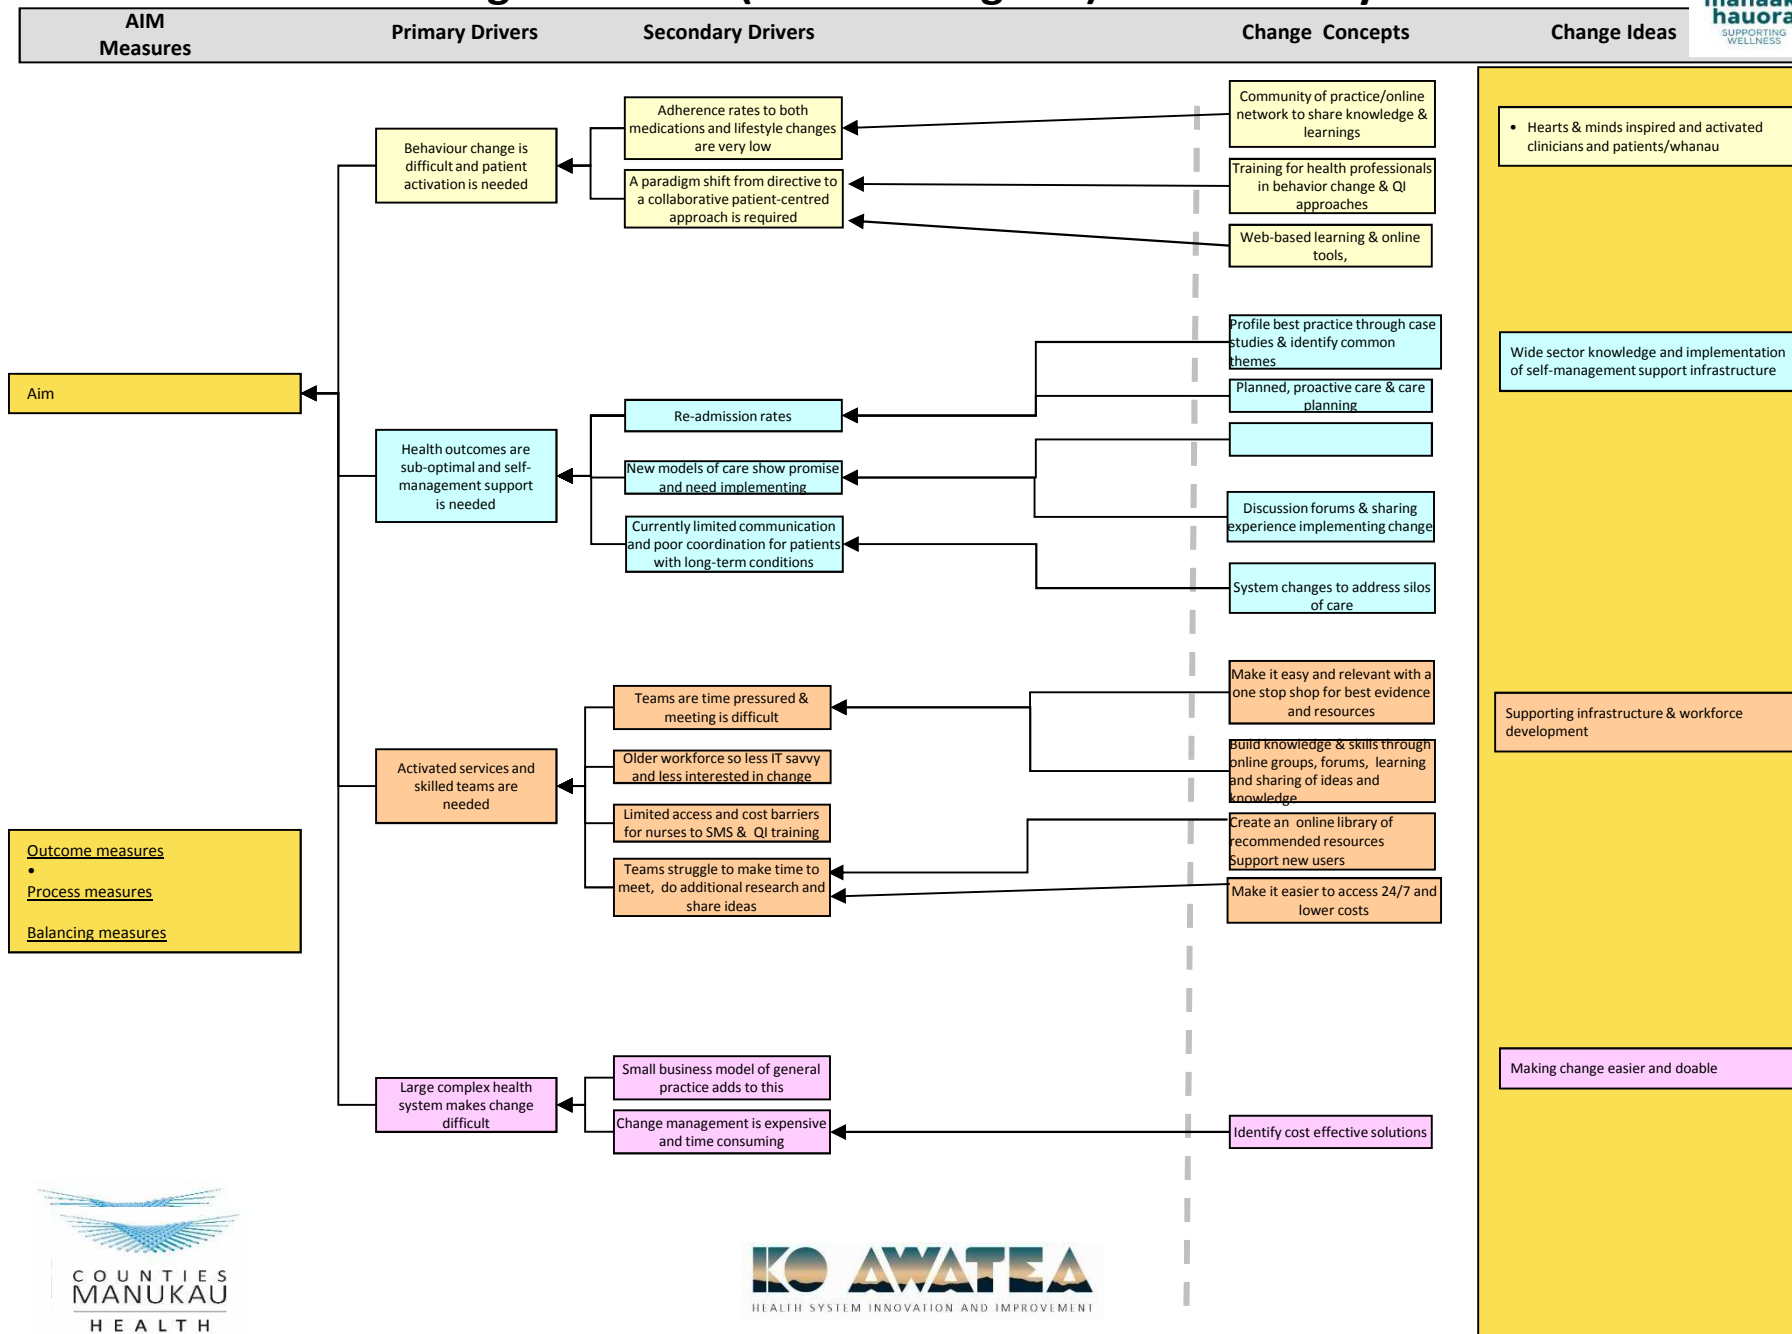 AIM
Measures
Primary Drivers
Secondary Drivers
Change  Concepts
Change Ideas
hauora
SUPPORTING
WELLNESS
Aim
Outcome measures
•
Process measures
Balancing measures
Behaviour change is
difficult and patient
activation is needed
Adherence rates to both
medications and lifestyle changes
are very low
A paradigm shift from directive to
a collaborative patient-centred
approach is required
Community of practice/online
network to share knowledge &
learnings
Training for health professionals
in behavior change & QI
approaches
Web-based learning & online
tools,
• Hearts & minds inspired and activated
clinicians and patients/whanau
Health outcomes are
sub-optimal and self-
management support
is needed
Re-admission rates
New models of care show promise
and need implementing
Currently limited communication
and poor coordination for patients
with long-term conditions
Profile best practice through case
studies & identify common
themes
Planned, proactive care & care
planning
Discussion forums & sharing
experience implementing change
System changes to address silos
of care
Wide sector knowledge and implementation
of self-management support infrastructure
Activated services and
skilled teams are
needed
Teams are time pressured &
meeting is difficult
Older workforce so less IT savvy
and less interested in change
Limited access and cost barriers
for nurses to SMS &  QI training
Teams struggle to make time to
meet,  do additional research and
share ideas
Make it easy and relevant with a
one stop shop for best evidence
and resources
Build knowledge & skills through
online groups, forums,  learning
and sharing of ideas and
knowledge
Create an  online library of
recommended resources
Support new users
Make it easier to access 24/7 and
lower costs
Supporting infrastructure & workforce
development
Large complex health
system makes change
difficult
Small business model of general
practice adds to this
Change management is expensive
and time consuming
Identify cost effective solutions
Making change easier and doable
COUNTIES
MANUKAU
HEALTH
KO AWATEA
HEALTH SYSTEM INNOVATION AND IMPROVEMENT